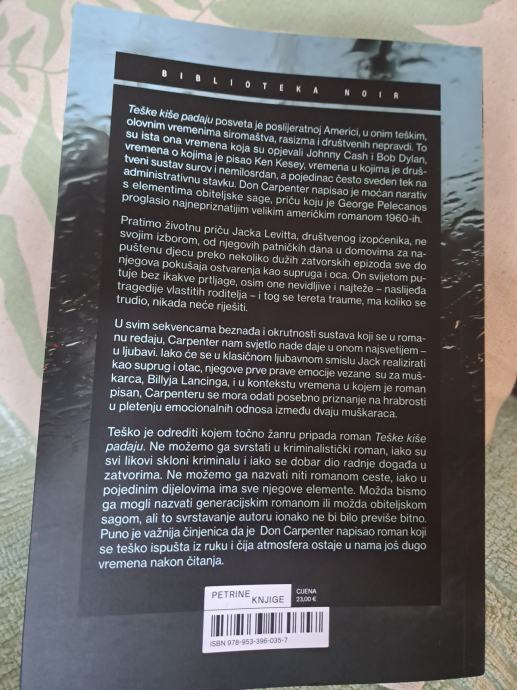 BIBLIOTEKA NOIR
Teške kiše padaju posveta je poslijeratnoj Americi, u onim teškim,
olovnim vremenima siromaštva, rasizma i društvenih nepravdi. To
su ista ona vremena koja su opjevali Johnny Cash i Bob Dylan,
vremena o kojima je pisao Ken Kesey, vremena u kojima je druš-
tveni sustav surov i nemilosrdan, a pojedinac često sveden tek na
administrativnu stavku. Don Carpenter napisao je moćan narativ
s elementima obiteljske sage, priču koju je George Pelecanos
proglasio najnepriznatijim velikim američkim romanom 1960-ih.
Pratimo životnu priču Jacka Levitta, društvenog izopćenika, ne
svojim izborom, od njegovih patničkih dana u domovima za na-
puštenu djecu preko nekoliko dužih zatvorskih epizoda sve do
njegova pokušaja ostvarenja kao supruga i oca. On svijetom pu-
tuje bez ikakve prtljage, osim one nevidljive i najteže – naslijeđa
tragedije vlastitih roditelja – i tog se tereta traume, ma koliko se
trudio, nikada neće riješiti.
U svim sekvencama beznađa i okrutnosti sustava koji se u roma-
nu redaju, Carpenter nam svjetlo nade daje u onom najsvetijem –
u ljubavi. Iako će se u klasičnom ljubavnom smislu Jack realizirati
kao suprug i otac, njegove prve prave emocije vezane su za muš-
karca, Billyja Lancinga, i u kontekstu vremena u kojem je roman
pisan, Carpenteru se mora odati posebno priznanje na hrabrosti
u pletenju emocionalnih odnosa između dvaju muškaraca.
Teško je odrediti kojem točno žanru pripada roman Teške kiše
padaju. Ne možemo ga svrstati u kriminalistički roman, iako su
svi likovi skloni kriminalu i iako se dobar dio radnje događa u
zatvorima. Ne možemo ga nazvati niti romanom ceste, iako u
pojedinim dijelovima ima sve njegove elemente. Možda bismo
ga mogli nazvati generacijskim romanom ili možda obiteljskom
sagom, ali to svrstavanje autoru ionako ne bi bilo previše bitno.
Puno je važnija činjenica da je Don Carpenter napisao roman koji
se teško ispušta iz ruku i čija atmosfera ostaje u nama još dugo
vremena nakon čitanja.
PETRINE
KNJIGE
CIJENA
23,00 €
ISBN 978-953-396-035-7